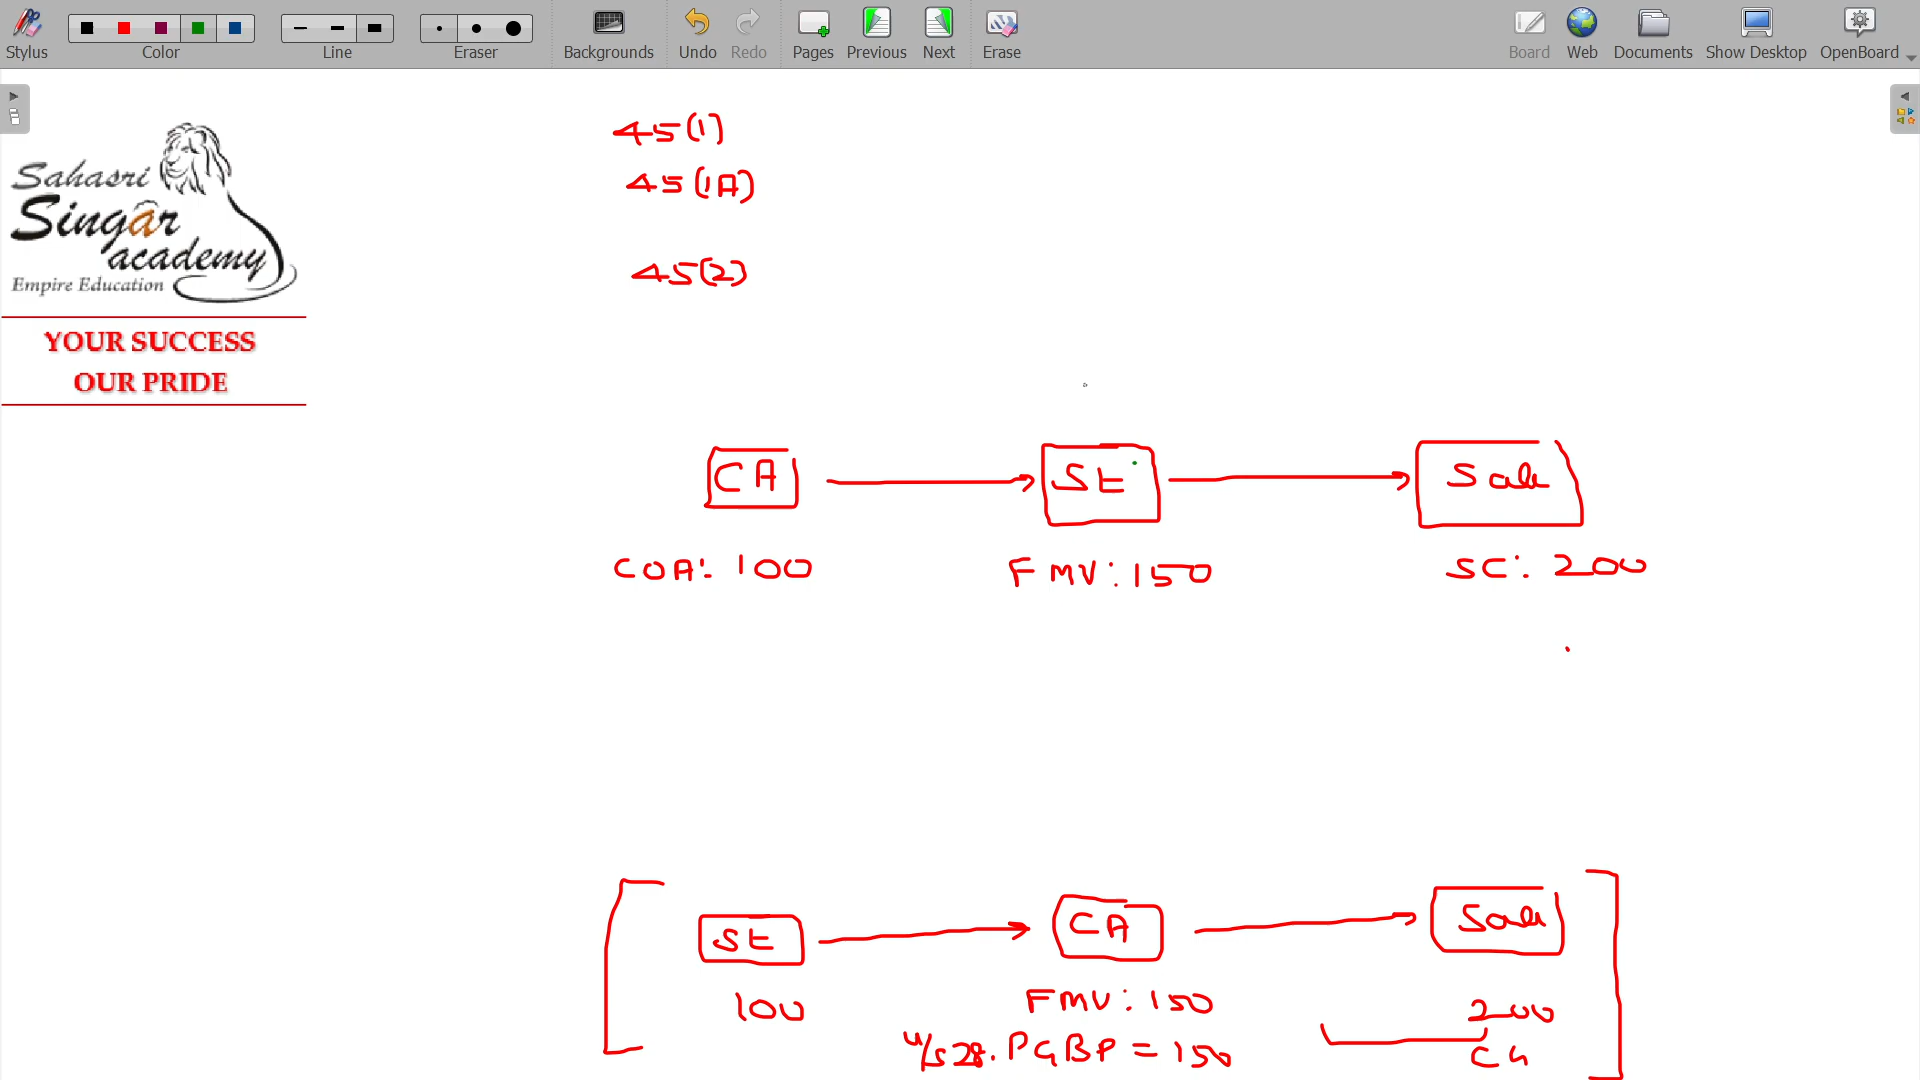 Stylus Color Line Eraser Backgrounds Undo Redo Pages Previous Next Erase Board Web Documents Show Desktop OpenBoard
Sahasri
Singar
academy
Empire Education
YOUR SUCCESS
OUR PRIDE
45(1)
45(1A)
45(2)
CA St Sale
COA: 100 FMV: 150 SC: 200
St CA Sale
100 FMV: 150 200
u/s 28. PGBP = 150 CG